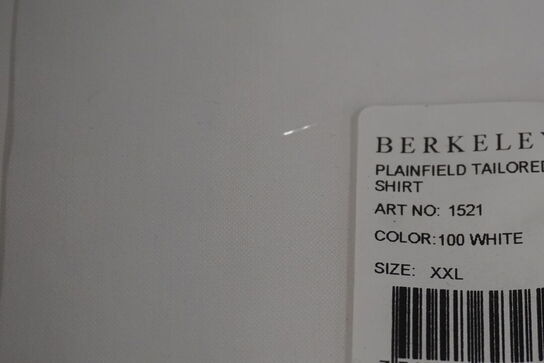 BERKELEY
PLAINFIELD TAILORED
SHIRT
ART NO: 1521
COLOR:100 WHITE
SIZE: XXL